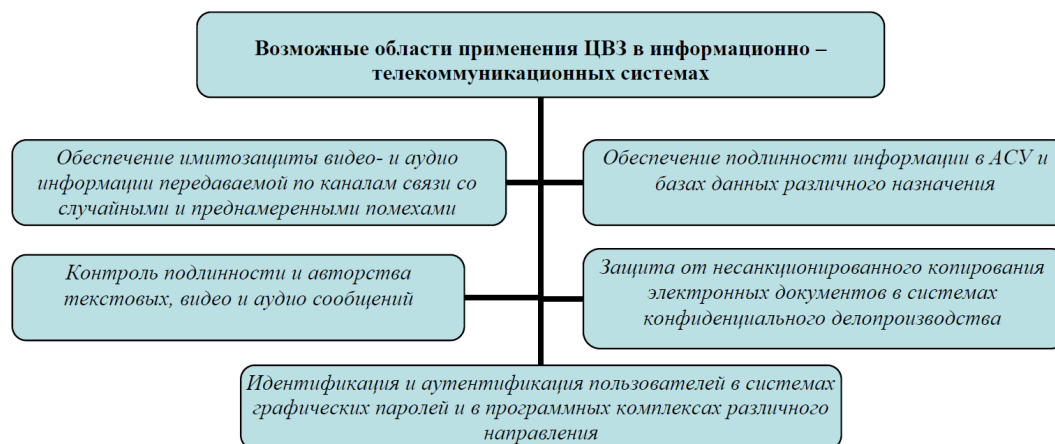 Возможные области применения ЦВЗ в информационно –
телекоммуникационных системах
Обеспечение имитозащиты видео- и аудио
информации передаваемой по каналам связи со
случайными и преднамеренными помехами
Обеспечение подлинности информации в АСУ и
базах данных различного назначения
Контроль подлинности и авторства
текстовых, видео и аудио сообщений
Защита от несанкционированного копирования
электронных документов в системах
конфиденциального делопроизводства
Идентификация и аутентификация пользователей в системах
графических паролей и в программных комплексах различного
направления